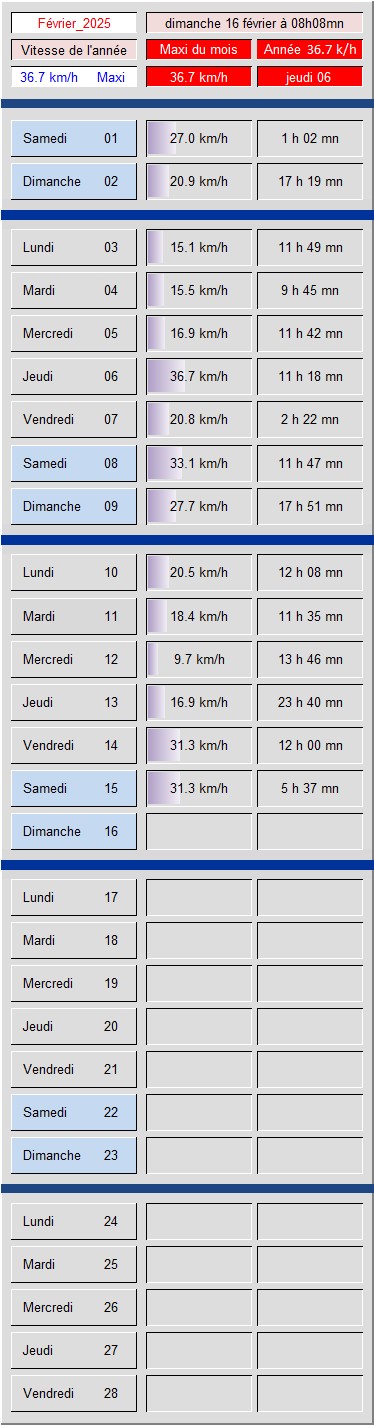 Février_2025 dimanche 16 février à 08h08mn
Vitesse de l'année Maxi du mois Année 36.7 k/h
36.7 km/h Maxi 36.7 km/h jeudi 06
Samedi 01 27.0 km/h 1 h 02 mn
Dimanche 02 20.9 km/h 17 h 19 mn
Lundi 03 15.1 km/h 11 h 49 mn
Mardi 04 15.5 km/h 9 h 45 mn
Mercredi 05 16.9 km/h 11 h 42 mn
Jeudi 06 36.7 km/h 11 h 18 mn
Vendredi 07 20.8 km/h 2 h 22 mn
Samedi 08 33.1 km/h 11 h 47 mn
Dimanche 09 27.7 km/h 17 h 51 mn
Lundi 10 20.5 km/h 12 h 08 mn
Mardi 11 18.4 km/h 11 h 35 mn
Mercredi 12 9.7 km/h 13 h 46 mn
Jeudi 13 16.9 km/h 23 h 40 mn
Vendredi 14 31.3 km/h 12 h 00 mn
Samedi 15 31.3 km/h 5 h 37 mn
Dimanche 16
Lundi 17
Mardi 18
Mercredi 19
Jeudi 20
Vendredi 21
Samedi 22
Dimanche 23
Lundi 24
Mardi 25
Mercredi 26
Jeudi 27
Vendredi 28